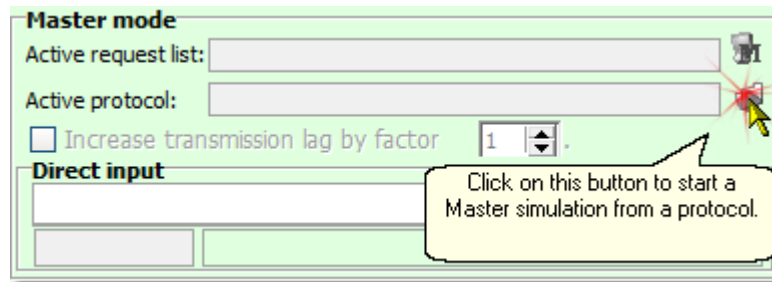 Master mode
Active request list:
M
Active protocol:
Increase transmission lag by factor 1 .
Direct input
Click on this button to start a
Master simulation from a protocol.